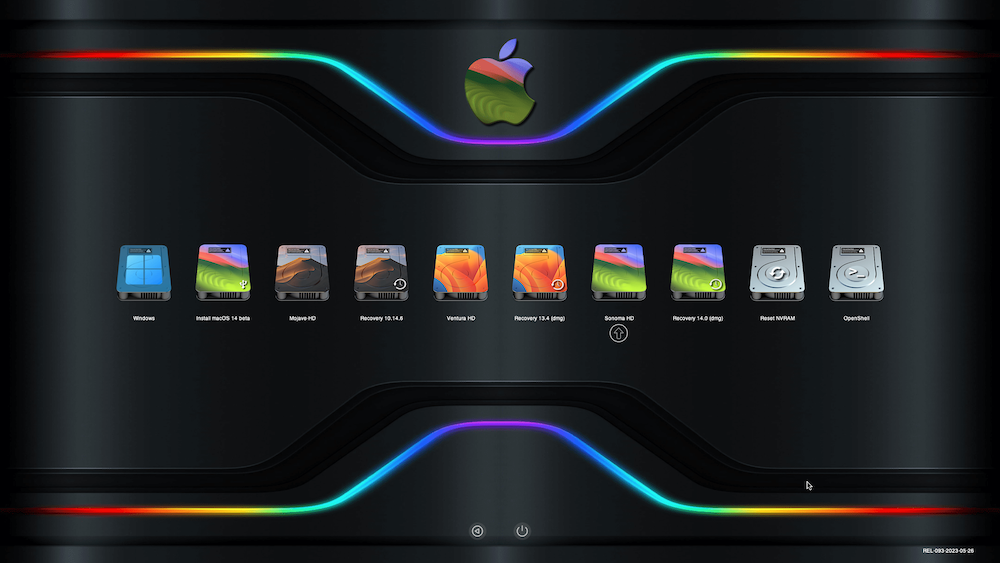 Windows
Install macOS 14 beta
Mojave-HD
Recovery 10.14.6
Ventura HD
Recovery 13.4 (dmg)
Sonoma HD
Recovery 14.0 (dmg)
Reset NVRAM
OpenShell
REL-093-2023-05-26